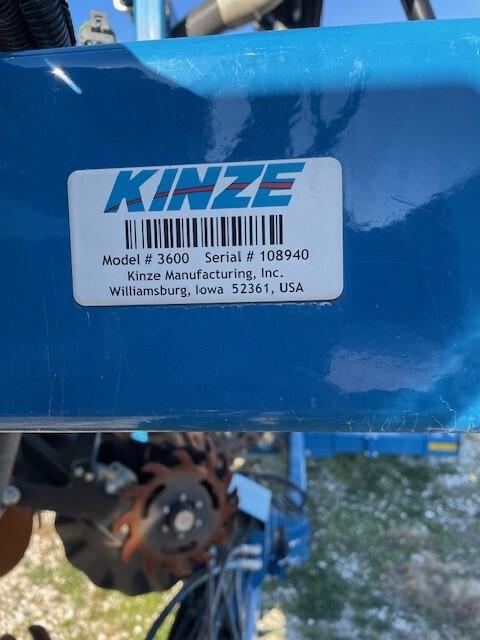 KINZE
Model # 3600 Serial # 108940
Kinze Manufacturing, Inc.
Williamsburg, Iowa 52361, USA